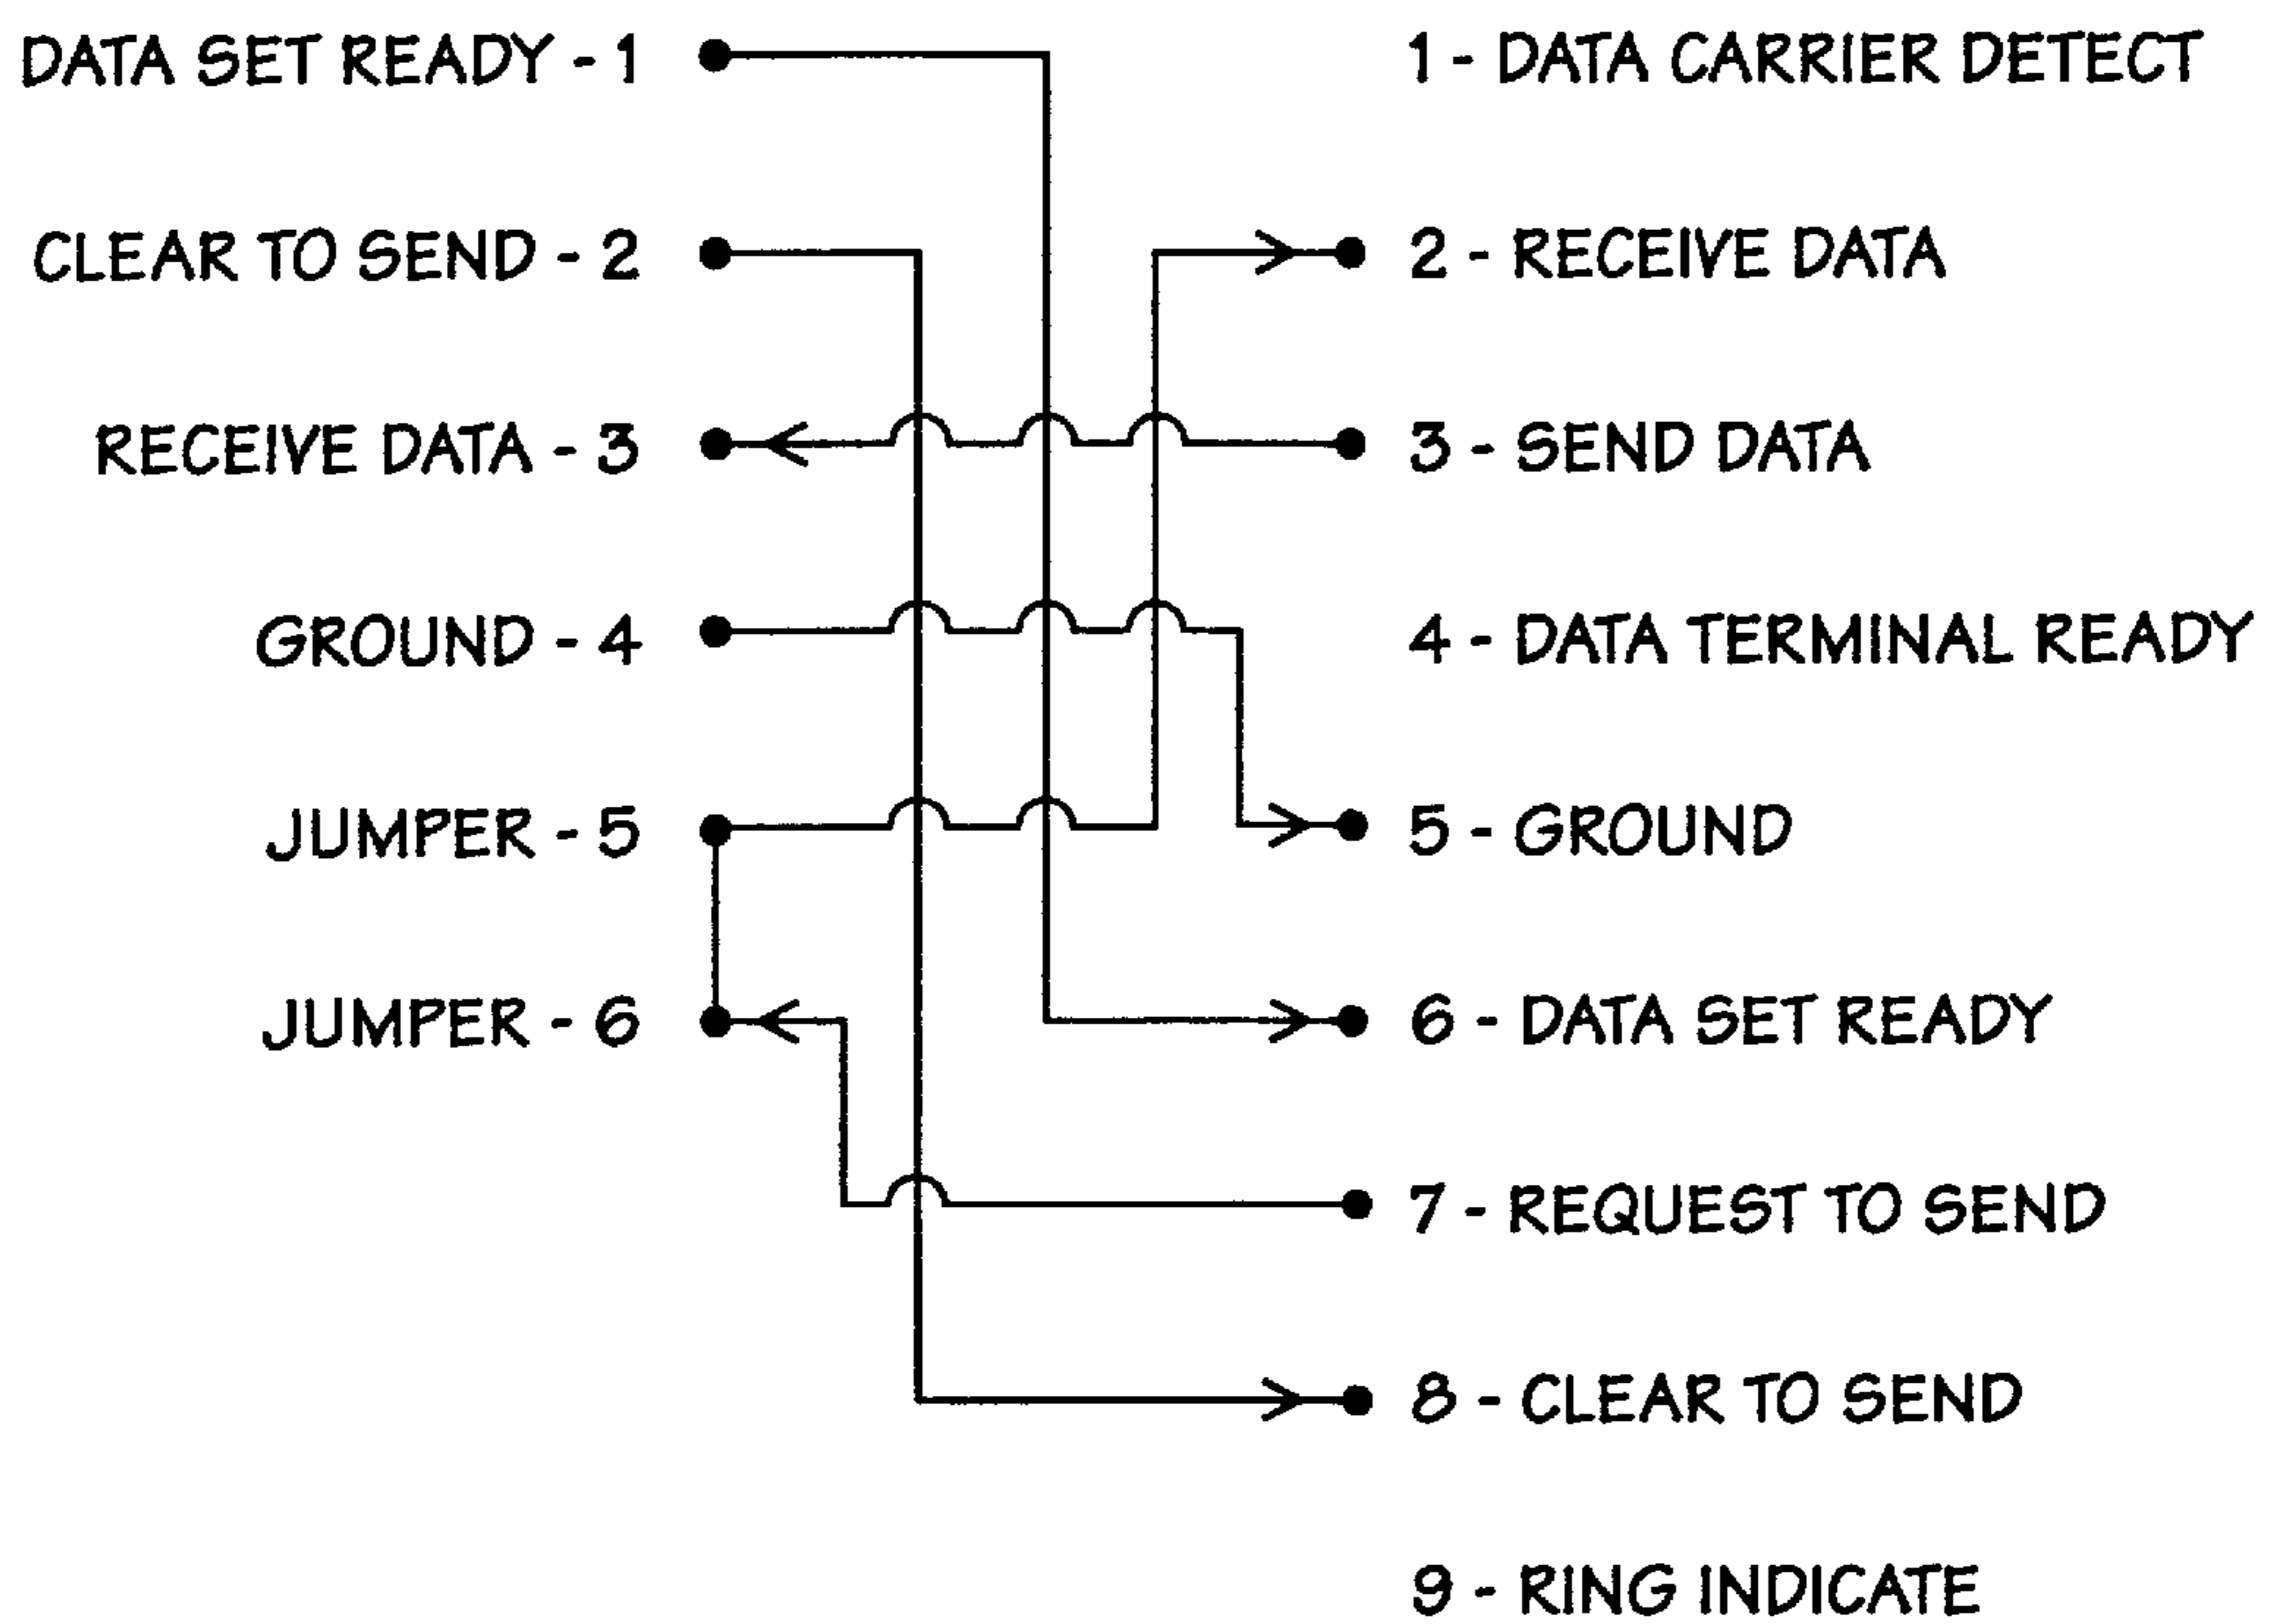 DATA SET READY - 1
CLEAR TO SEND - 2
RECEIVE DATA - 3
GROUND - 4
JUMPER - 5
JUMPER - 6
1 - DATA CARRIER DETECT
2 - RECEIVE DATA
3 - SEND DATA
4 - DATA TERMINAL READY
5 - GROUND
6 - DATA SET READY
7 - REQUEST TO SEND
8 - CLEAR TO SEND
9 - RING INDICATE